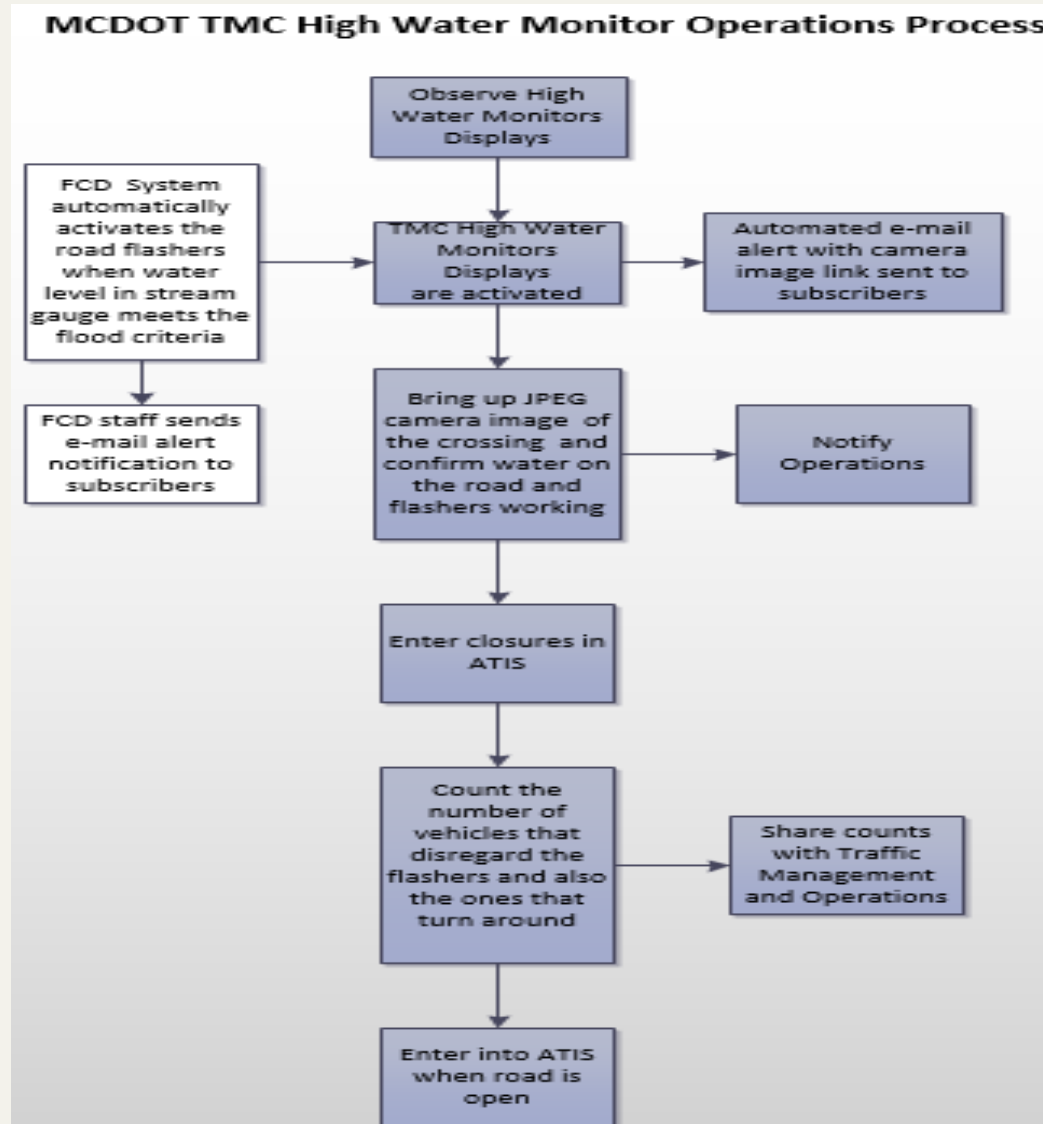 MCDOT TMC High Water Monitor Operations Process
Observe High
Water Monitors
Displays
FCD System
automatically
activates the
road flashers
when water
level in stream
gauge meets the
flood criteria
TMC High Water
Monitors
Displays
are activated
Automated e-mail
alert with camera
image link sent to
subscribers
FCD staff sends
e-mail alert
notification to
subscribers
Bring up JPEG
camera image of
the crossing and
confirm water on
the road and
flashers working
Notify
Operations
Enter closures in
ATIS
Count the
number of
vehicles that
disregard the
flashers and also
the ones that
turn around
Share counts
with Traffic
Management
and Operations
Enter into ATIS
when road is
open